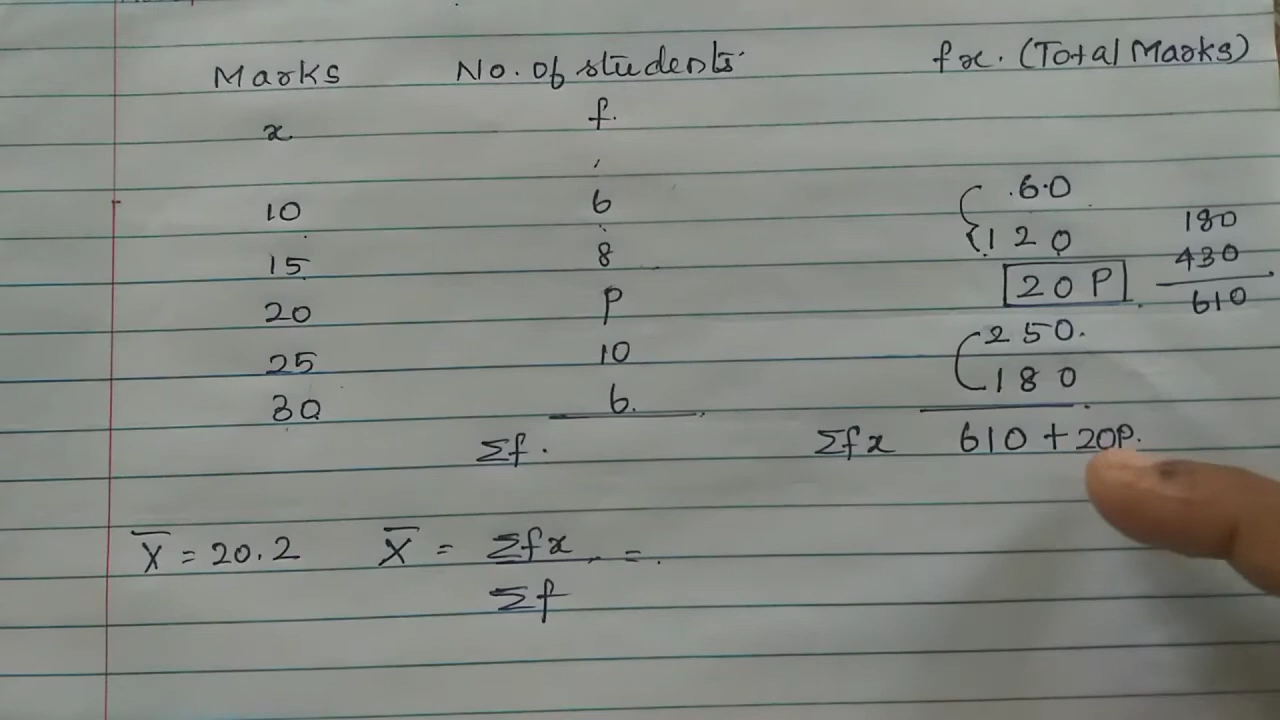 Marks No. Of students fx. (Total Marks)
x f.
10 6 60
15 8 120 180
20 P 20P 430
25 10 250. 610
30 6. 180
Σf. Σfx 610 + 20P.
X̅ = 20.2 X̅ = Σfx =
Σf